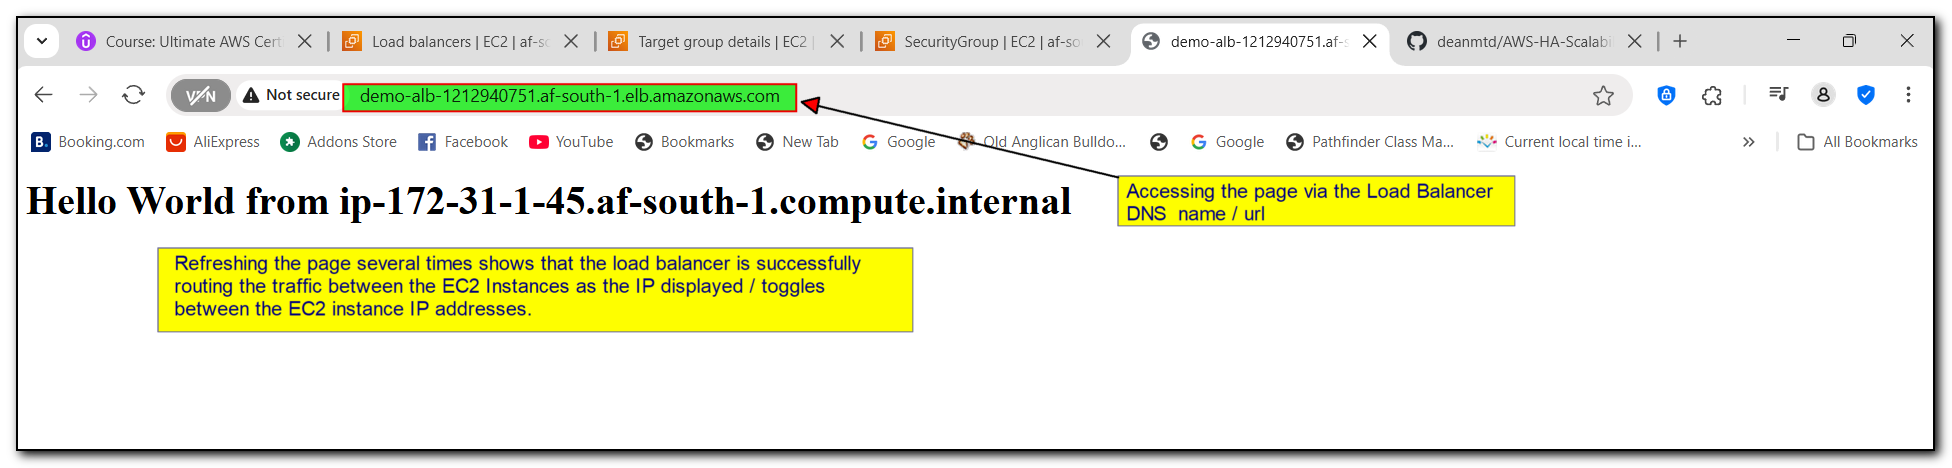 Course: Ultimate AWS Certi
Load balancers | EC2 | af-so
Target group details | EC2 |
SecurityGroup | EC2 | af-so
demo-alb-1212940751.af-s
deanmtd/AWS-HA-Scalabi
VPN
Not secure
demo-alb-1212940751.af-south-1.elb.amazonaws.com
B. Booking.com
AliExpress
Addons Store
Facebook
YouTube
Bookmarks
New Tab
Google
Old Anglican Bulldo...
Google
Pathfinder Class Ma...
Current local time i...
All Bookmarks
Hello World from ip-172-31-1-45.af-south-1.compute.internal
Accessing the page via the Load Balancer
DNS name / url
Refreshing the page several times shows that the load balancer is successfully
routing the traffic between the EC2 Instances as the IP displayed / toggles
between the EC2 instance IP addresses.